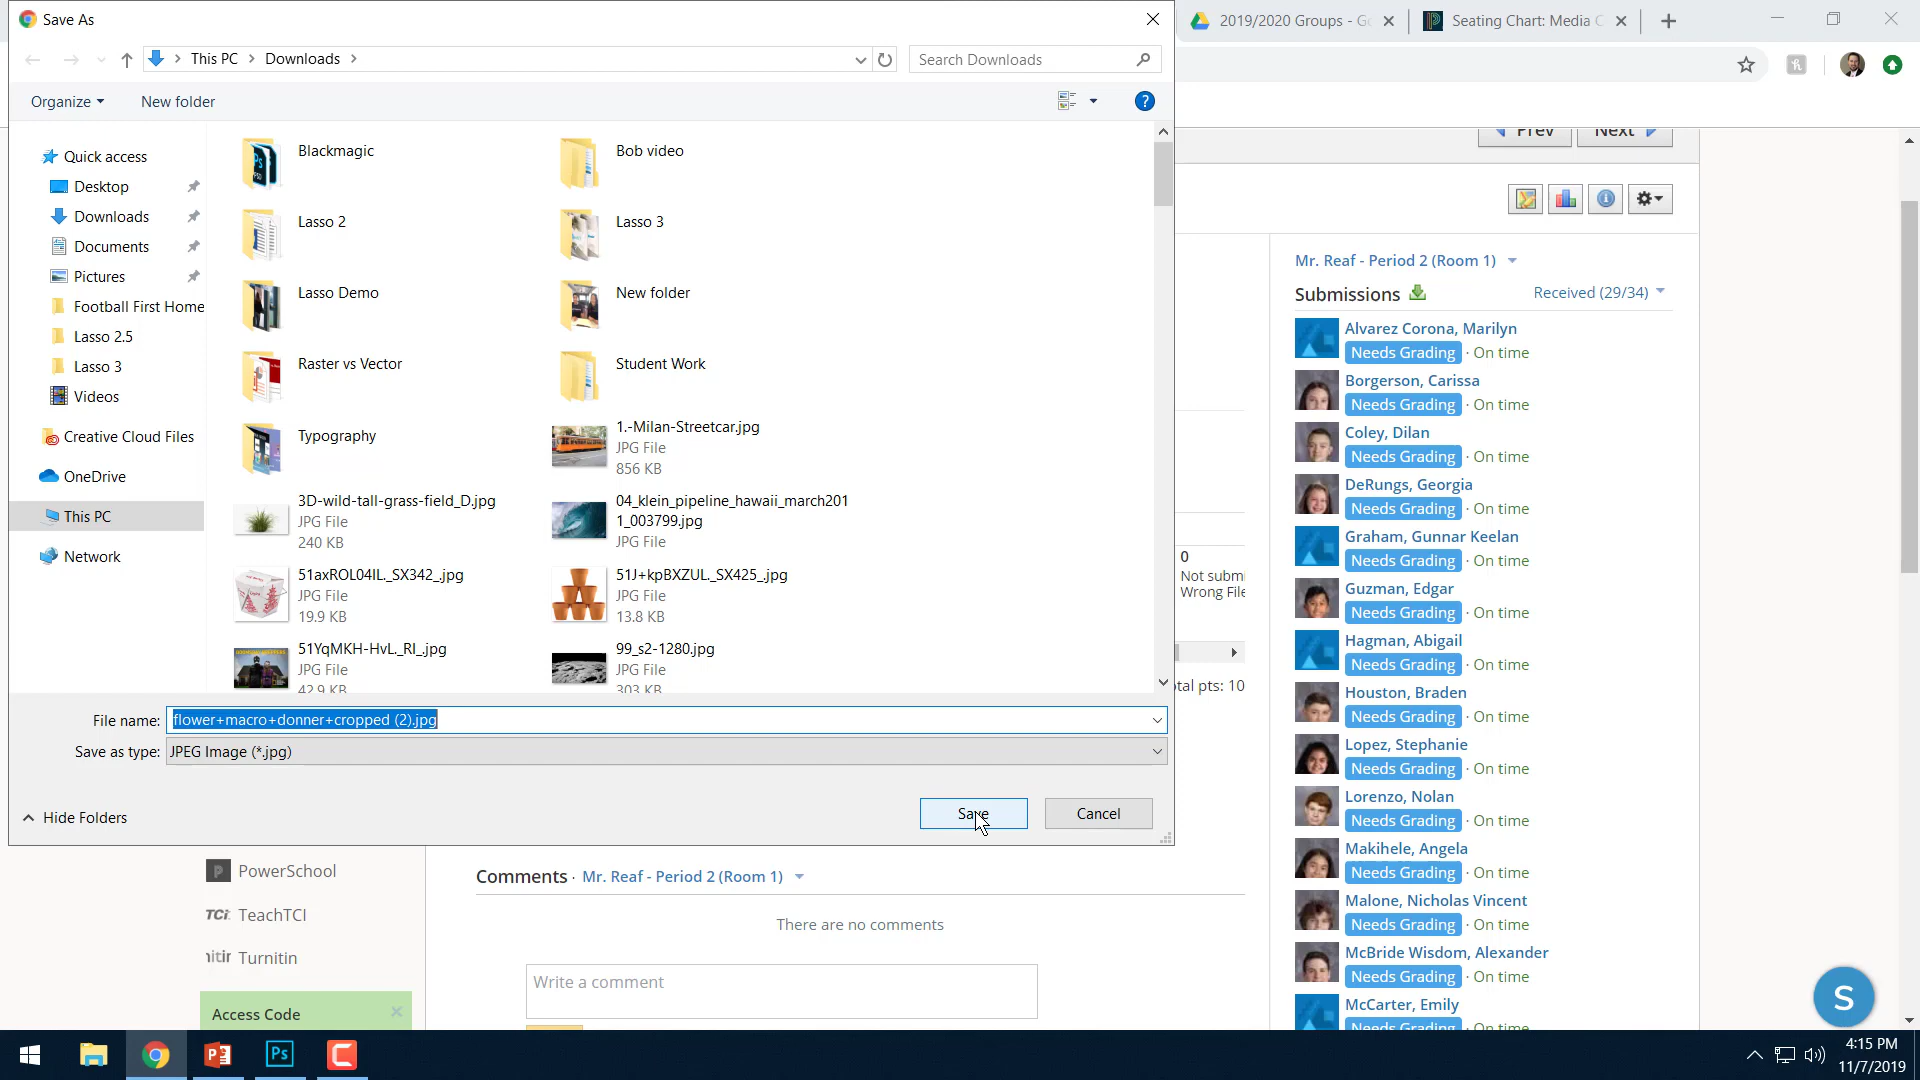 Save As
2019/2020 Groups - Go
Seating Chart: Media C
This PC
Downloads
Search Downloads
Organize
New folder
Prev
Next
Quick access
Desktop
Downloads
Documents
Pictures
Football First Home
Lasso 2.5
Lasso 3
Videos
Creative Cloud Files
OneDrive
This PC
Network
Blackmagic
Bob video
Lasso 2
Lasso 3
Lasso Demo
New folder
Raster vs Vector
Student Work
Typography
1.-Milan-Streetcar.jpg
JPG File
856 KB
3D-wild-tall-grass-field_D.jpg
JPG File
240 KB
04_klein_pipeline_hawaii_march201
1_003799.jpg
JPG File
51axROL04IL._SX342_.jpg
JPG File
19.9 KB
51J+kpBXZUL._SX425_.jpg
JPG File
13.8 KB
51YqMKH-HvL._RI_.jpg
JPG File
42.9 KB
99_s2-1280.jpg
JPG File
303 KB
File name: flower+macro+donner+cropped (2).jpg
Save as type: JPEG Image (*.jpg)
Hide Folders
Save
Cancel
0
Not subm
Wrong File
tal pts: 10
Mr. Reaf - Period 2 (Room 1)
Submissions
Received (29/34)
Alvarez Corona, Marilyn
Needs Grading · On time
Borgerson, Carissa
Needs Grading · On time
Coley, Dilan
Needs Grading · On time
DeRungs, Georgia
Needs Grading · On time
Graham, Gunnar Keelan
Needs Grading · On time
Guzman, Edgar
Needs Grading · On time
Hagman, Abigail
Needs Grading · On time
Houston, Braden
Needs Grading · On time
Lopez, Stephanie
Needs Grading · On time
Lorenzo, Nolan
Needs Grading · On time
Makihele, Angela
Needs Grading · On time
Malone, Nicholas Vincent
Needs Grading · On time
McBride Wisdom, Alexander
Needs Grading · On time
McCarter, Emily
Needs Grading · On time
PowerSchool
TCi: TeachTCI
nitin Turnitin
Access Code
Comments · Mr. Reaf - Period 2 (Room 1)
There are no comments
Write a comment
S
Ps
4:15 PM
11/7/2019